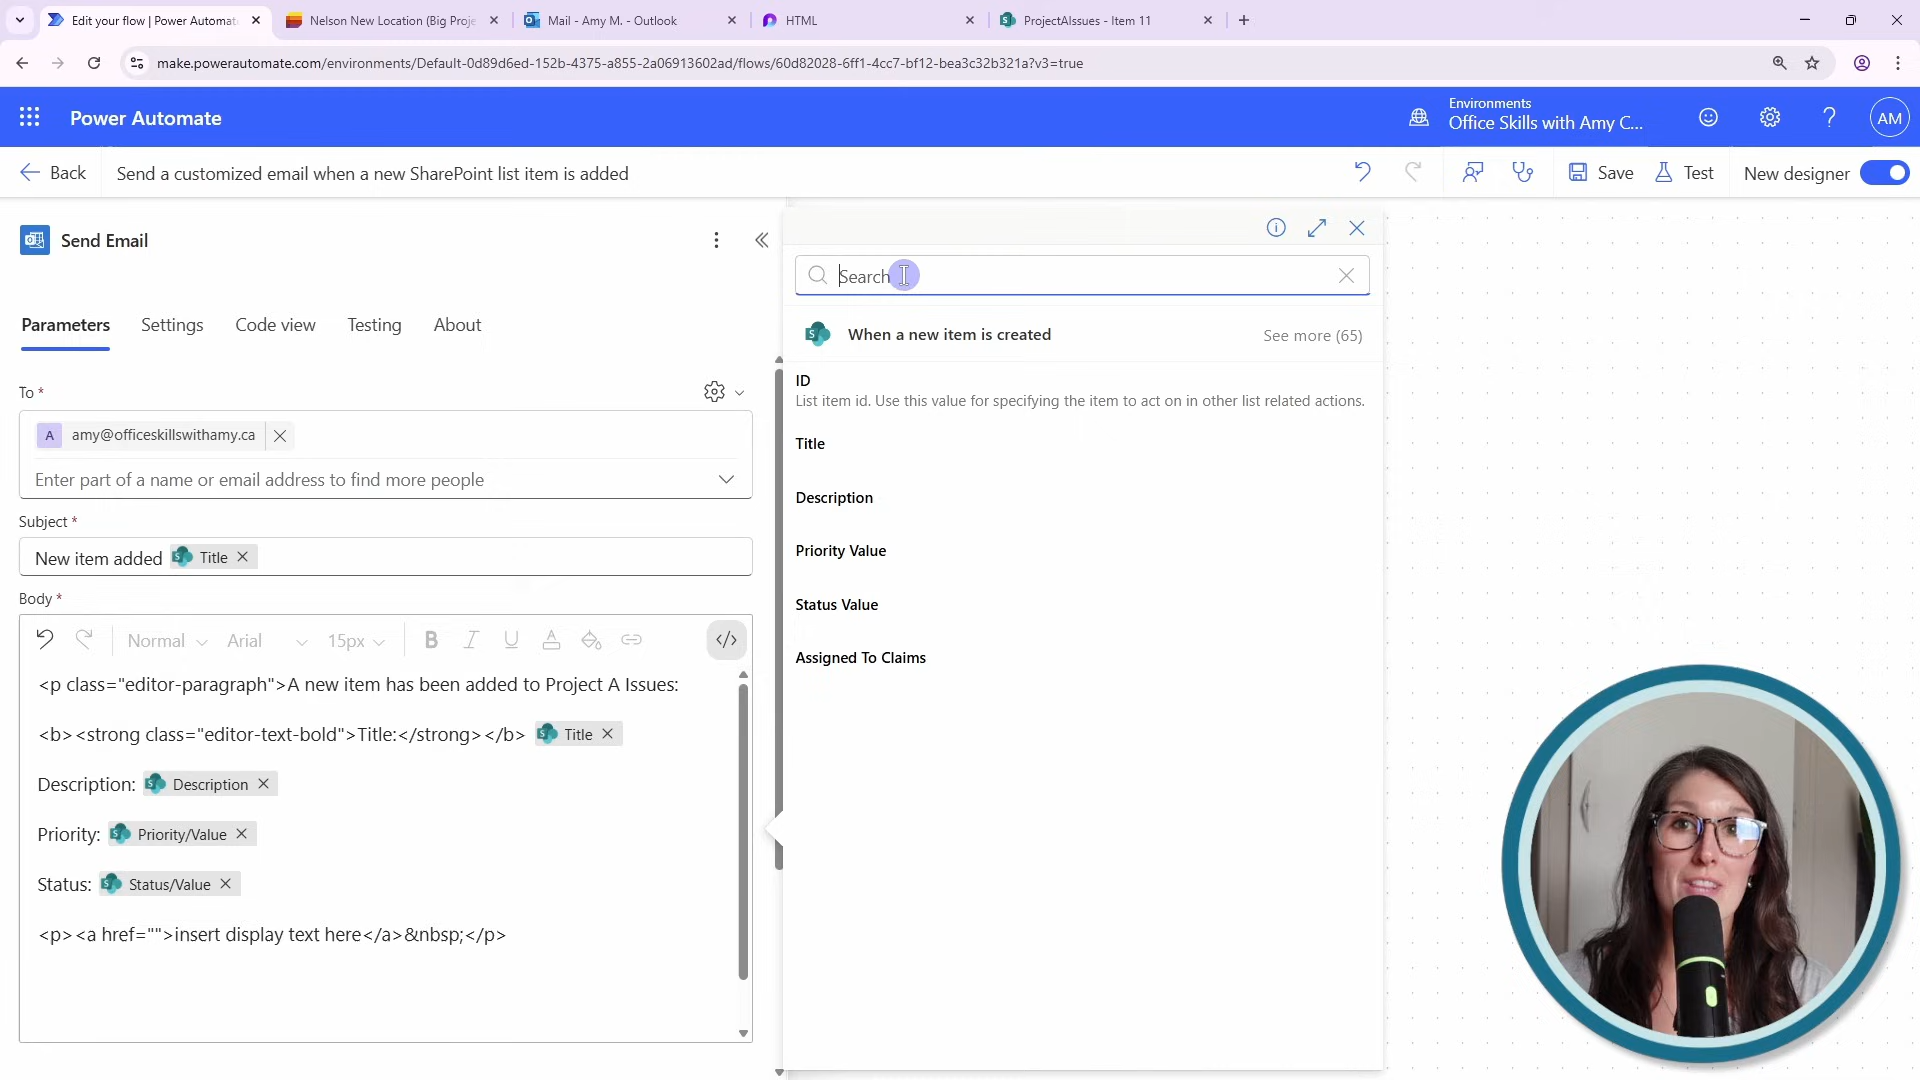 Edit your flow | Power Automate
Nelson New Location (Big Proje
Mail - Amy M. - Outlook
HTML
ProjectAIssues - Item 11
make.powerautomate.com/environments/Default-0d89d6ed-152b-4375-a855-2a06913602ad/flows/60d82028-6ff1-4cc7-bf12-bea3c32b321a?v3=true
Power Automate
Environments
Office Skills with Amy C...
AM
Back
Send a customized email when a new SharePoint list item is added
Save
Test
New designer
Send Email
Parameters
Settings
Code view
Testing
About
To *
A
amy@officeskillswithamy.ca
Enter part of a name or email address to find more people
Subject *
New item added Title
Body *
Normal
Arial
15px
B I U A </>
<p class="editor-paragraph">A new item has been added to Project A Issues:
<b><strong class="editor-text-bold">Title:</strong></b> Title
Description: Description
Priority: Priority/Value
Status: Status/Value
<p><a href="">insert display text here</a>&nbsp;</p>
Search
When a new item is created
See more (65)
ID
List item id. Use this value for specifying the item to act on in other list related actions.
Title
Description
Priority Value
Status Value
Assigned To Claims